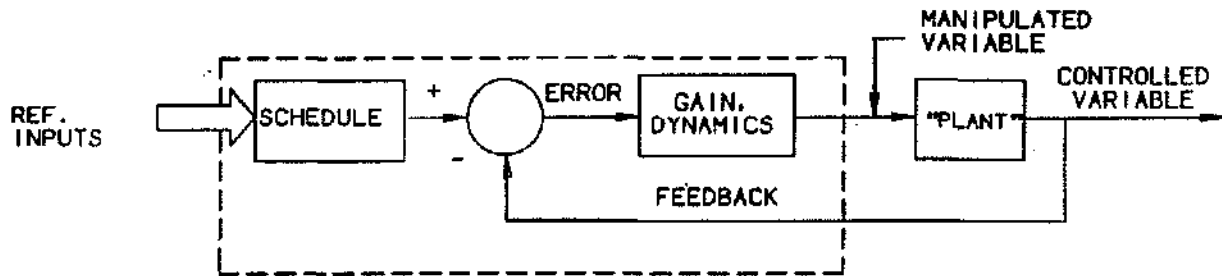 MANIPULATED
VARIABLE
CONTROLLED
VARIABLE
REF.
INPUTS
SCHEDULE
+
-
ERROR
GAIN,
DYNAMICS
"PLANT"
FEEDBACK